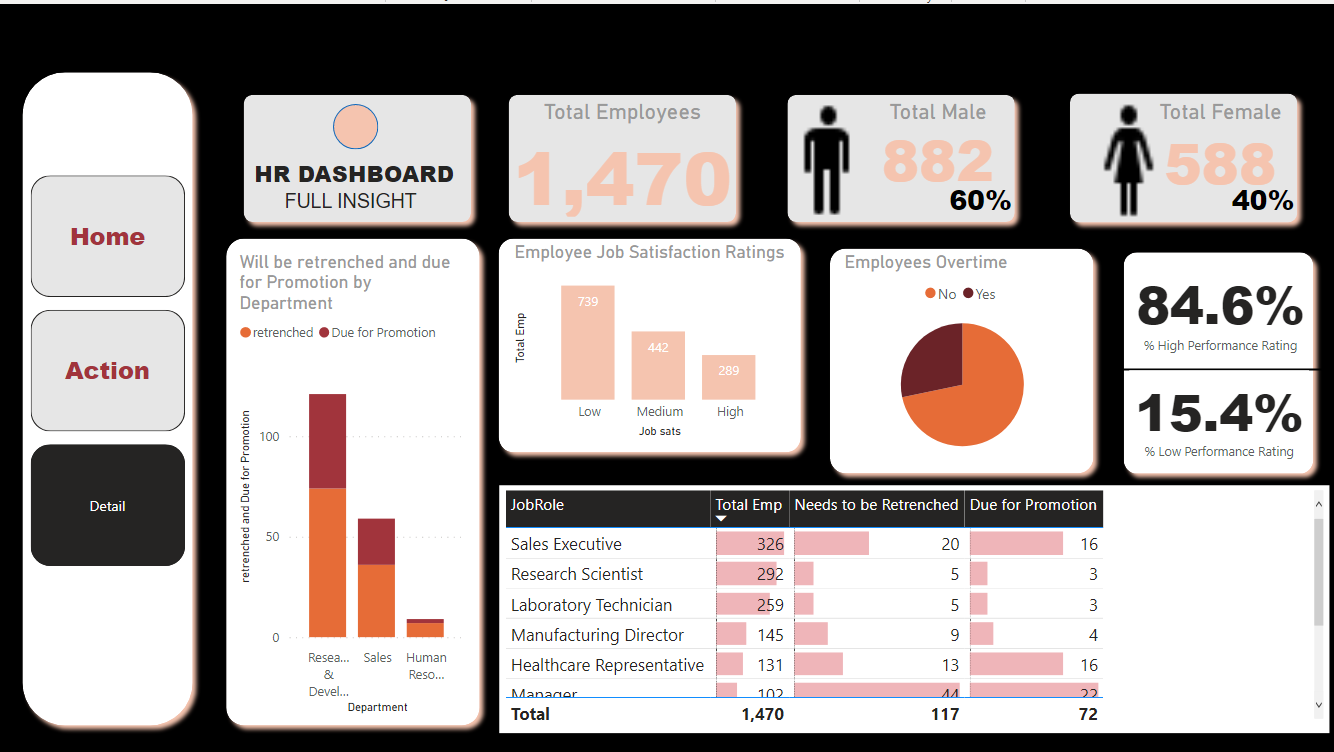 Home
Action
Detail
HR DASHBOARD
FULL INSIGHT
Total Employees
1,470
Total Male
882
60%
Total Female
588
40%
Will be retrenched and due
for Promotion by
Department
retrenched Due for Promotion
retrenched and Due for Promotion
100
50
0
Resea... Sales Human
& Reso...
Devel...
Department
Employee Job Satisfaction Ratings
Total Emp
739
442
289
Low Medium High
Job sats
Employees Overtime
No Yes
84.6%
% High Performance Rating
15.4%
% Low Performance Rating
JobRole Total Emp Needs to be Retrenched Due for Promotion
Sales Executive 326 20 16
Research Scientist 292 5 3
Laboratory Technician 259 5 3
Manufacturing Director 145 9 4
Healthcare Representative 131 13 16
Manager 102 44 22
Total 1,470 117 72